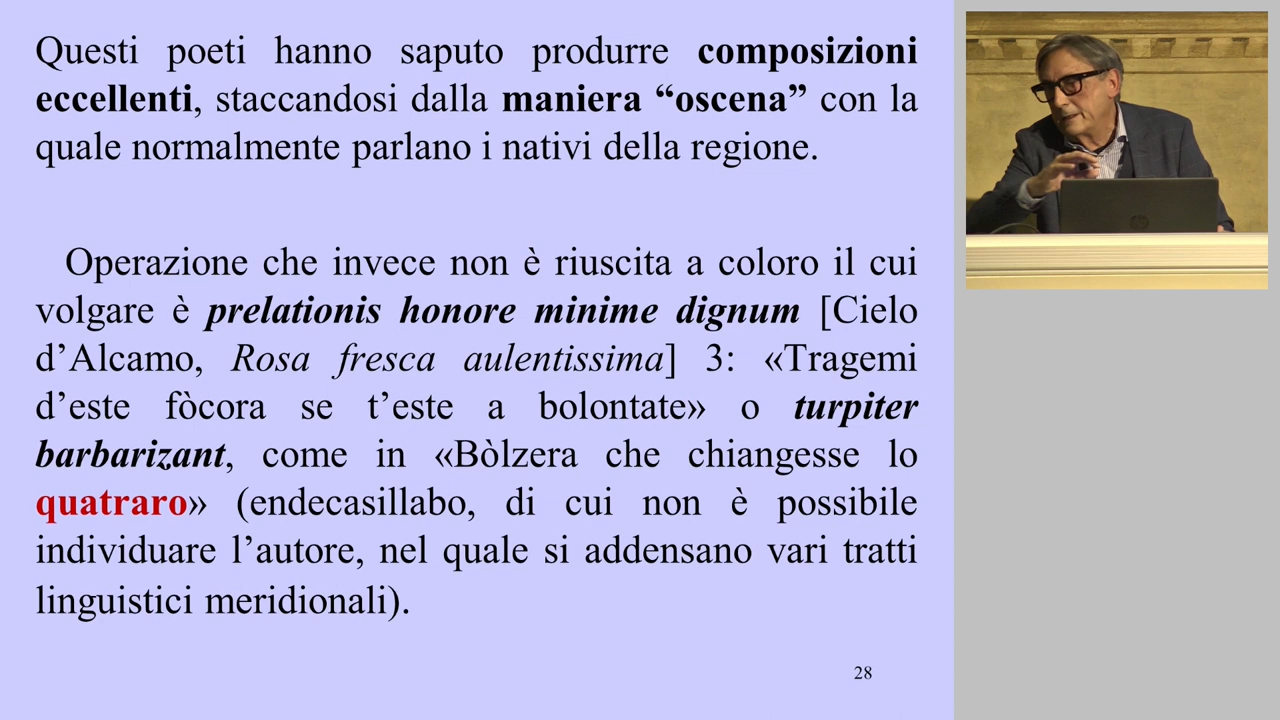 Questi poeti hanno saputo produrre composizioni
eccellenti, staccandosi dalla maniera “oscena” con la
quale normalmente parlano i nativi della regione.
Operazione che invece non è riuscita a coloro il cui
volgare è prelationis honore minime dignum [Cielo
d’Alcamo, Rosa fresca aulentissima] 3: «Tragemi
d’este fòcora se t’este a bolontate» o turpiter
barbarizant, come in «Bòlzera che chiangesse lo
quatraro» (endecasillabo, di cui non è possibile
individuare l’autore, nel quale si addensano vari tratti
linguistici meridionali).
28